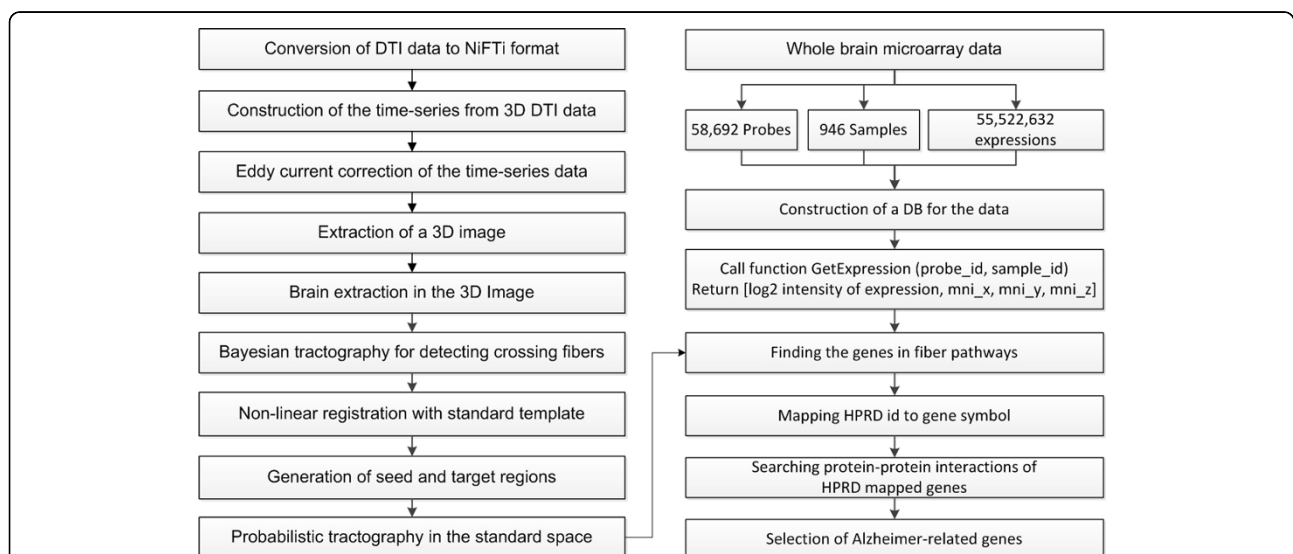 Conversion of DTI data to NiFTi format
Construction of the time-series from 3D DTI data
Eddy current correction of the time-series data
Extraction of a 3D image
Brain extraction in the 3D Image
Bayesian tractography for detecting crossing fibers
Non-linear registration with standard template
Generation of seed and target regions
Probabilistic tractography in the standard space
Whole brain microarray data
58,692 Probes
946 Samples
55,522,632
expressions
Construction of a DB for the data
Call function GetExpression (probe_id, sample_id)
Return [log2 intensity of expression, mni_x, mni_y, mni_z]
Finding the genes in fiber pathways
Mapping HPRD id to gene symbol
Searching protein-protein interactions of
HPRD mapped genes
Selection of Alzheimer-related genes